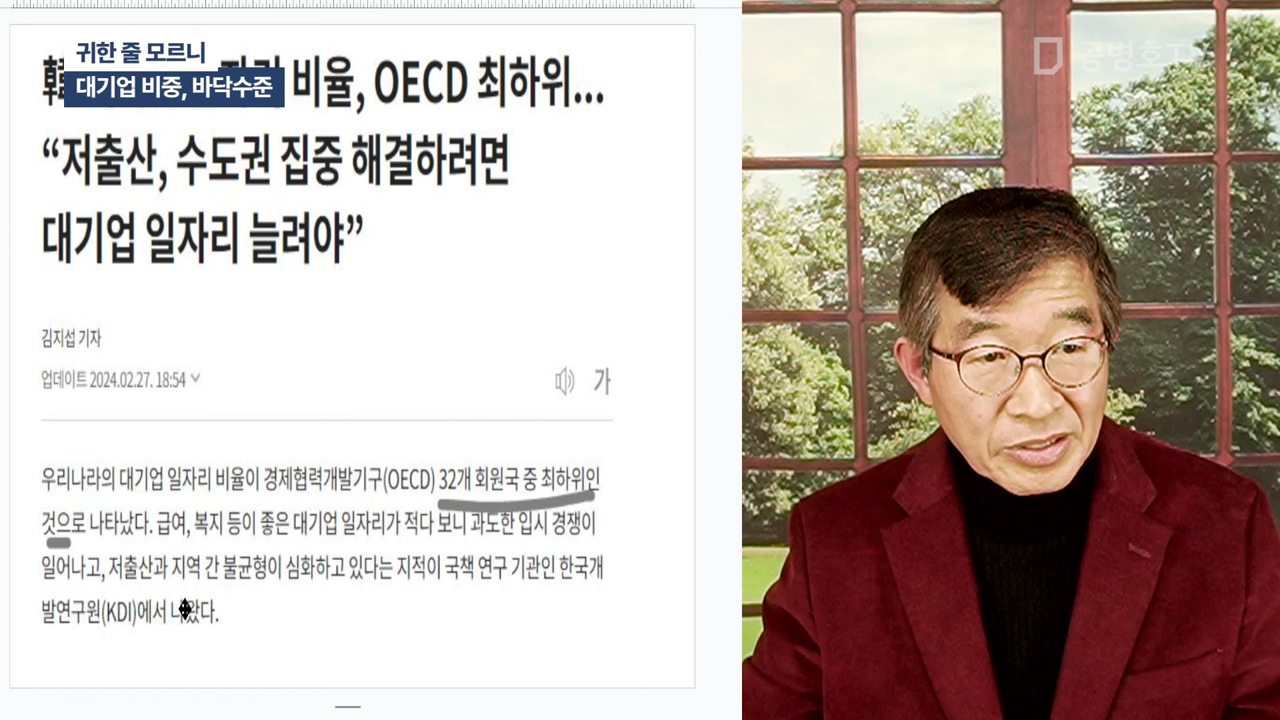 귀한 줄 모르니
대기업 비중, 바닥수준
비율, OECD 최하위...
“저출산, 수도권 집중 해결하려면
대기업 일자리 늘려야”
김지섭 기자
업데이트 2024.02.27. 18:54
가
우리나라의 대기업 일자리 비율이 경제협력개발기구(OECD) 32개 회원국 중 최하위인
것으로 나타났다. 급여, 복지 등이 좋은 대기업 일자리가 적다 보니 과도한 입시 경쟁이
일어나고, 저출산과 지역 간 불균형이 심화하고 있다는 지적이 국책 연구 기관인 한국개
발연구원(KDI)에서 나왔다.
공병호TV